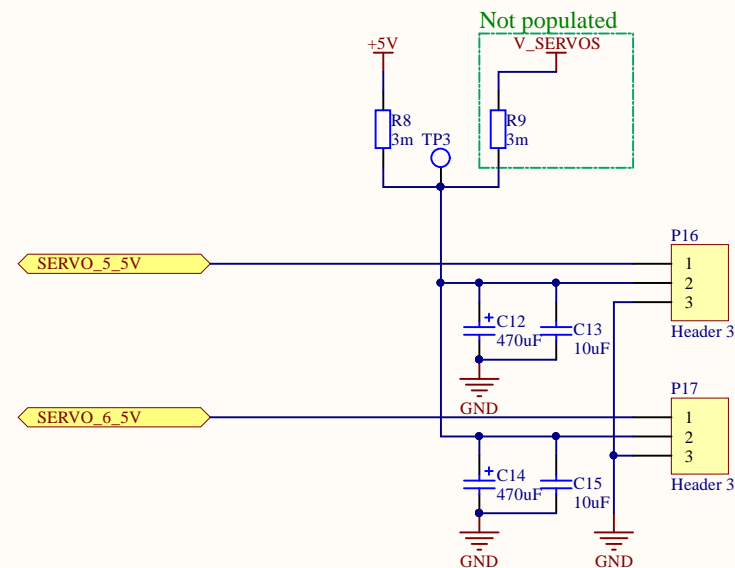 Not populated
+5V
V_SERVOS
R8
3m
TP3
R9
3m
P16
SERVO_5_5V
1
2
3
C12
470uF
C13
10uF
Header 3
GND
P17
SERVO_6_5V
1
2
3
C14
470uF
C15
10uF
Header 3
GND
GND